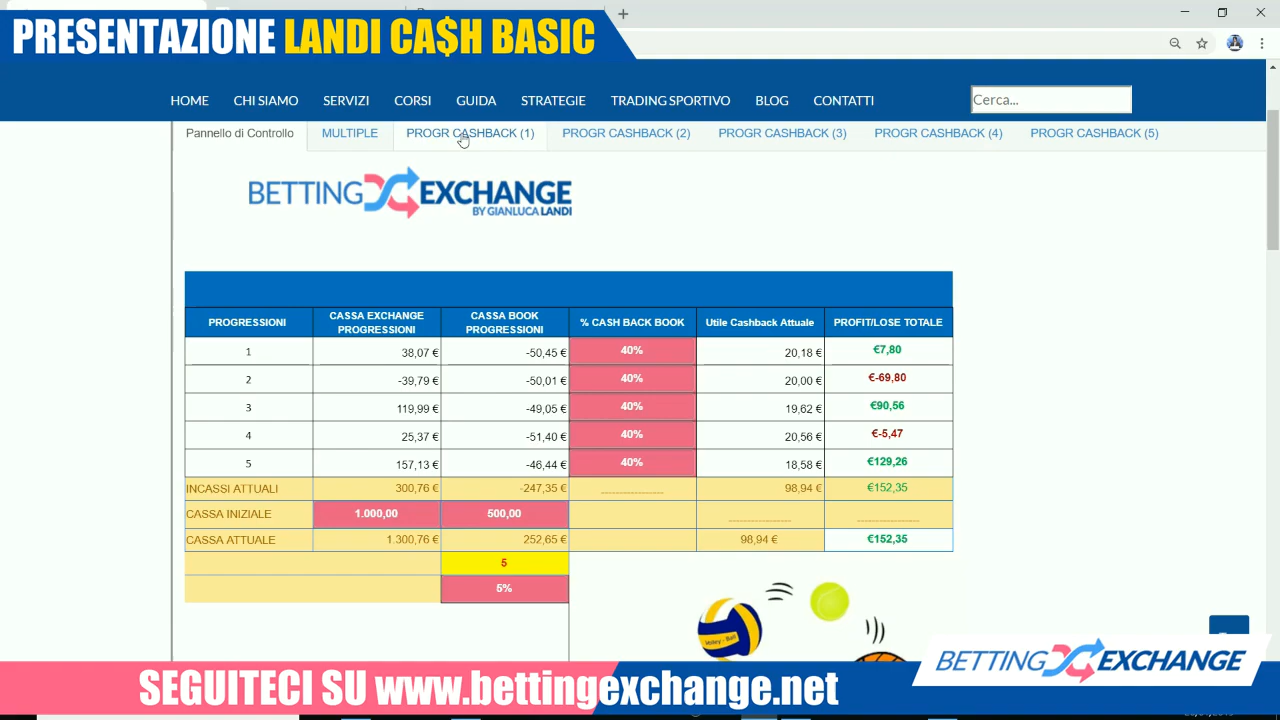 PRESENTAZIONE LANDI CA$H BASIC
HOME CHI SIAMO SERVIZI CORSI GUIDA STRATEGIE TRADING SPORTIVO BLOG CONTATTI Cerca...
Pannello di Controllo MULTIPLE PROGR CASHBACK (1) PROGR CASHBACK (2) PROGR CASHBACK (3) PROGR CASHBACK (4) PROGR CASHBACK (5)
BETTING EXCHANGE
BY GIANLUCA LANDI
PROGRESSIONI CASSA EXCHANGE PROGRESSIONI CASSA BOOK PROGRESSIONI % CASH BACK BOOK Utile Cashback Attuale PROFIT/LOSE TOTALE
1 38,07 € -50,45 € 40% 20,18 € €7,80
2 -39,79 € -50,01 € 40% 20,00 € €-69,80
3 119,99 € -49,05 € 40% 19,62 € €90,56
4 25,37 € -51,40 € 40% 20,56 € €-5,47
5 157,13 € -46,44 € 40% 18,58 € €129,26
INCASSI ATTUALI 300,76 € -247,35 € 98,94 € €152,35
CASSA INIZIALE 1.000,00 500,00
CASSA ATTUALE 1.300,76 € 252,65 € 98,94 € €152,35
5
5%
Volley - Ball
SEGUITECI SU www.bettingexchange.net
BETTING EXCHANGE